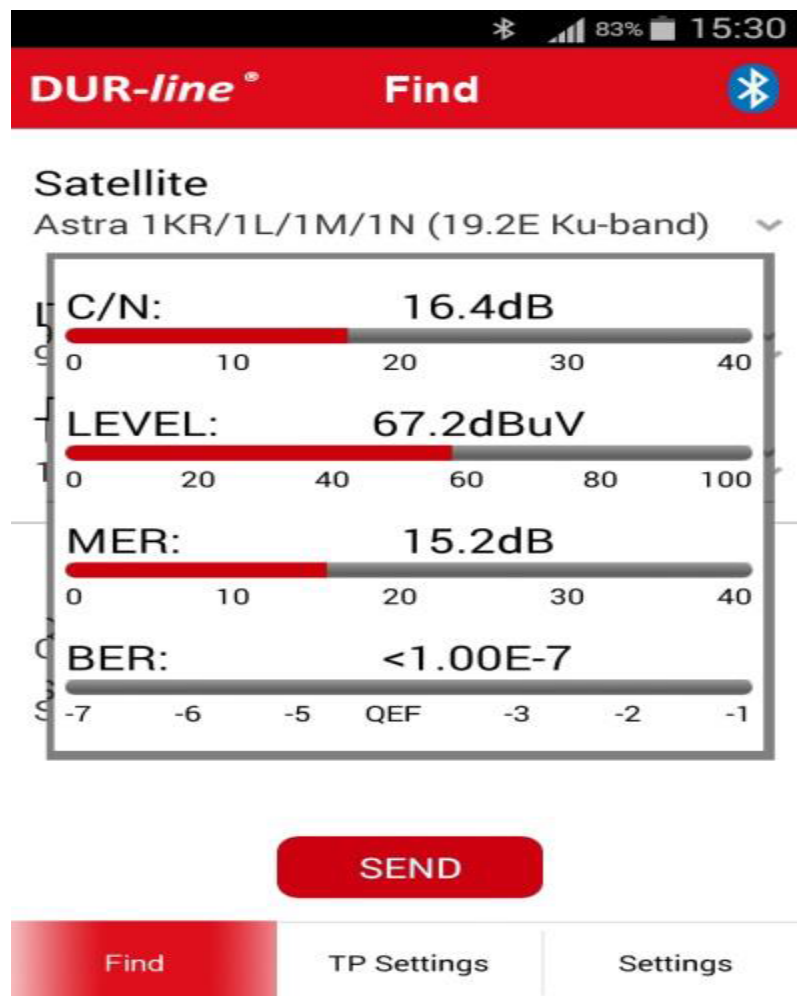 83% 15:30
DUR-line® Find
Satellite
Astra 1KR/1L/1M/1N (19.2E Ku-band)
C/N: 16.4dB
0 10 20 30 40
LEVEL: 67.2dBuV
0 20 40 60 80 100
MER: 15.2dB
0 10 20 30 40
BER: <1.00E-7
-7 -6 -5 QEF -3 -2 -1
SEND
Find TP Settings Settings